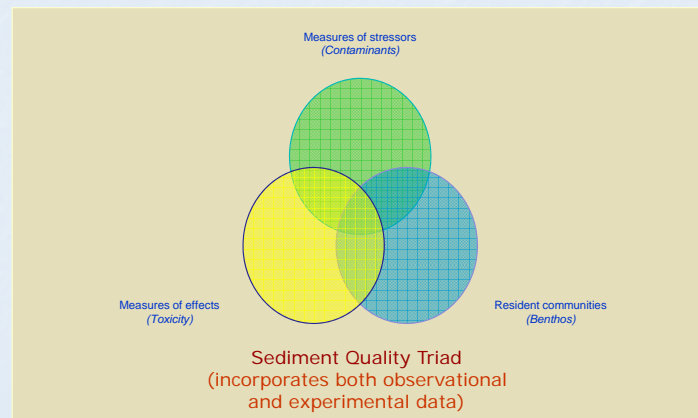 Measures of stressors
(Contaminants)
Measures of effects
(Toxicity)
Resident communities
(Benthos)
Sediment Quality Triad
(incorporates both observational
and experimental data)